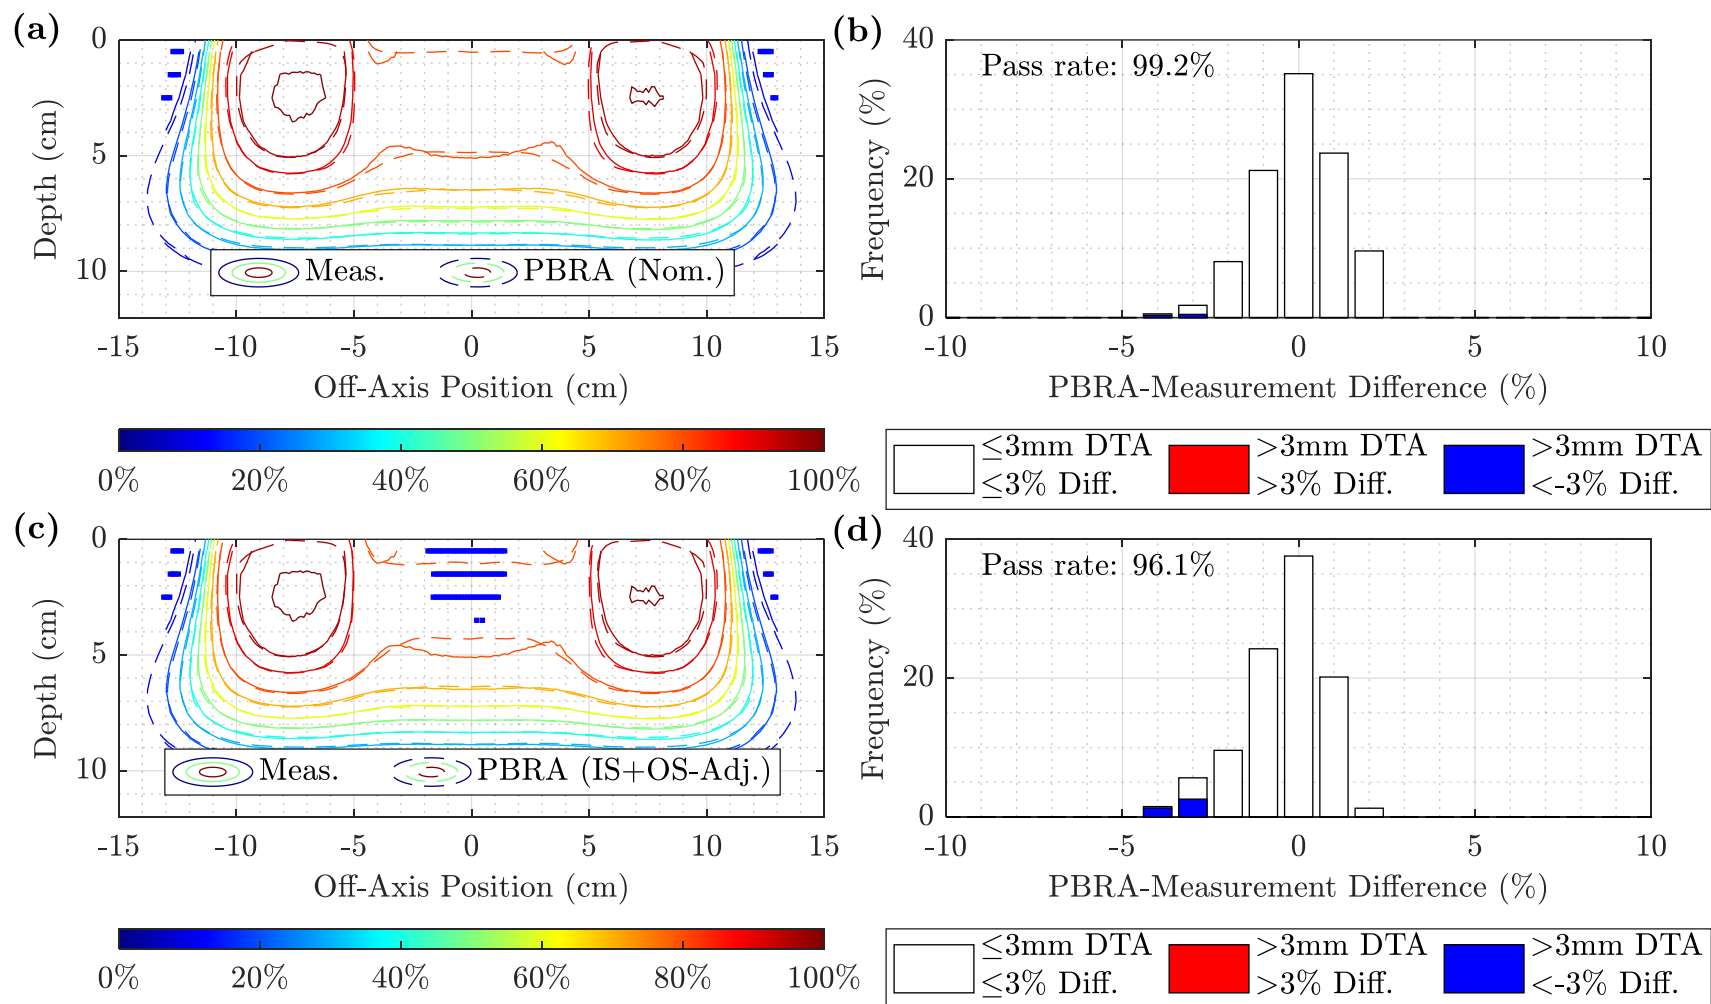 (a)
0
5
10
Depth (cm)
Meas.
PBRA (Nom.)
-15 -10 -5 0 5 10 15
Off-Axis Position (cm)
0% 20% 40% 60% 80% 100%
(b)
40
20
0
Frequency (%)
Pass rate: 99.2%
-10 -5 0 5 10
PBRA-Measurement Difference (%)
≤3mm DTA >3mm DTA >3mm DTA
≤3% Diff. >3% Diff. <-3% Diff.
(c)
0
5
10
Depth (cm)
Meas.
PBRA (IS+OS-Adj.)
-15 -10 -5 0 5 10 15
Off-Axis Position (cm)
0% 20% 40% 60% 80% 100%
(d)
40
20
0
Frequency (%)
Pass rate: 96.1%
-10 -5 0 5 10
PBRA-Measurement Difference (%)
≤3mm DTA >3mm DTA >3mm DTA
≤3% Diff. >3% Diff. <-3% Diff.